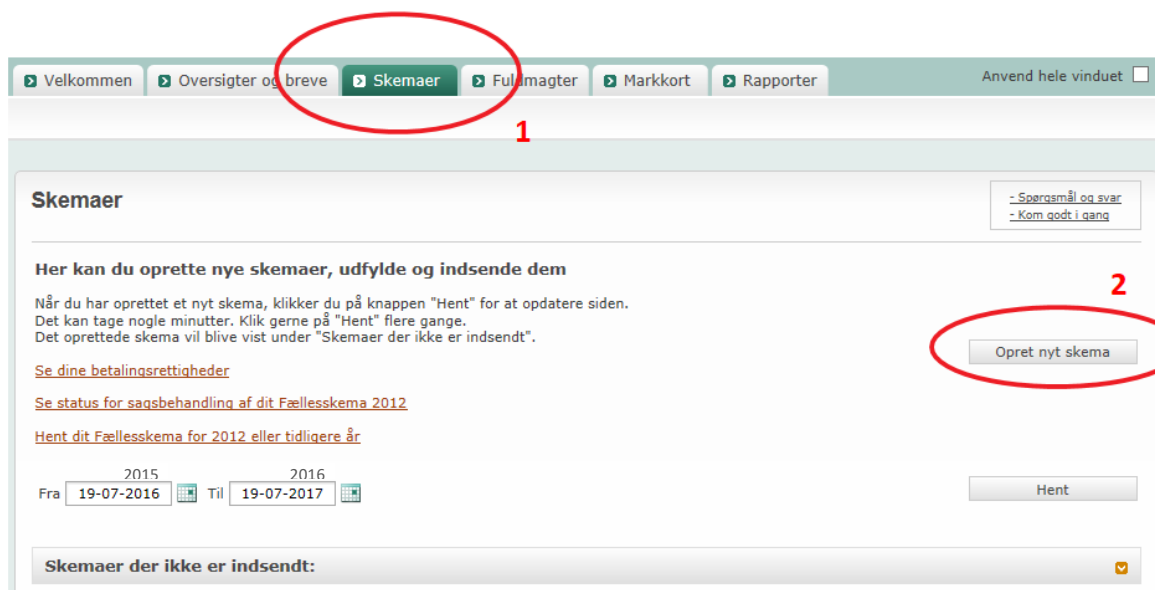 Velkommen Oversigter og breve Skemaer Fuldmagter Markkort Rapporter Anvend hele vinduet
1
Skemaer
- Spørgsmål og svar
- Kom godt i gang
Her kan du oprette nye skemaer, udfylde og indsende dem
2
Når du har oprettet et nyt skema, klikker du på knappen "Hent" for at opdatere siden.
Det kan tage nogle minutter. Klik gerne på "Hent" flere gange.
Det oprettede skema vil blive vist under "Skemaer der ikke er indsendt".
Opret nyt skema
Se dine betalingsrettigheder
Se status for sagsbehandling af dit Fællesskema 2012
Hent dit Fællesskema for 2012 eller tidligere år
2015 2016
Fra 19-07-2016 Til 19-07-2017 Hent
Skemaer der ikke er indsendt: